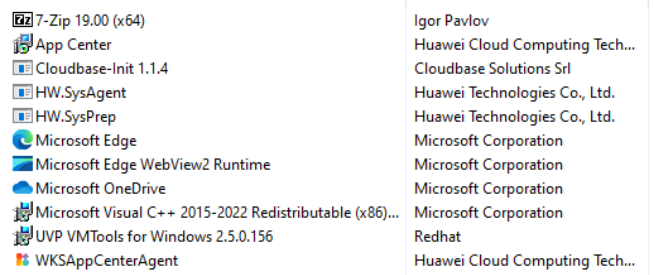 7-Zip 19.00 (x64) Igor Pavlov
App Center Huawei Cloud Computing Tech...
Cloudbase-Init 1.1.4 Cloudbase Solutions Srl
HW.SysAgent Huawei Technologies Co., Ltd.
HW.SysPrep Huawei Technologies Co., Ltd.
Microsoft Edge Microsoft Corporation
Microsoft Edge WebView2 Runtime Microsoft Corporation
Microsoft OneDrive Microsoft Corporation
Microsoft Visual C++ 2015-2022 Redistributable (x86)... Microsoft Corporation
UVP VMTools for Windows 2.5.0.156 Redhat
WKSAppCenterAgent Huawei Cloud Computing Tech...